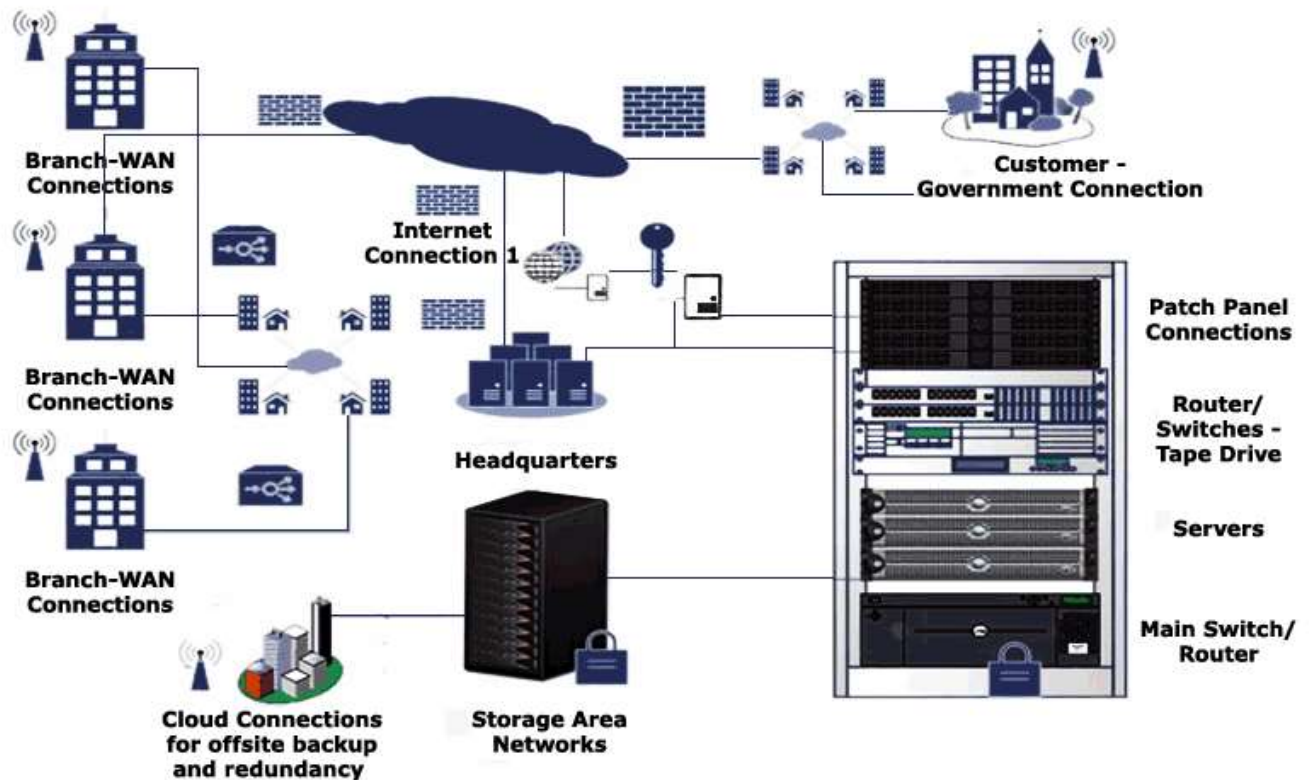 Branch-WAN
Connections
Customer -
Government Connection
Internet
Connection 1
Branch-WAN
Connections
Patch Panel
Connections
Router/
Switches -
Tape Drive
Headquarters
Servers
Branch-WAN
Connections
Main Switch/
Router
Cloud Connections
for offsite backup
and redundancy
Storage Area
Networks